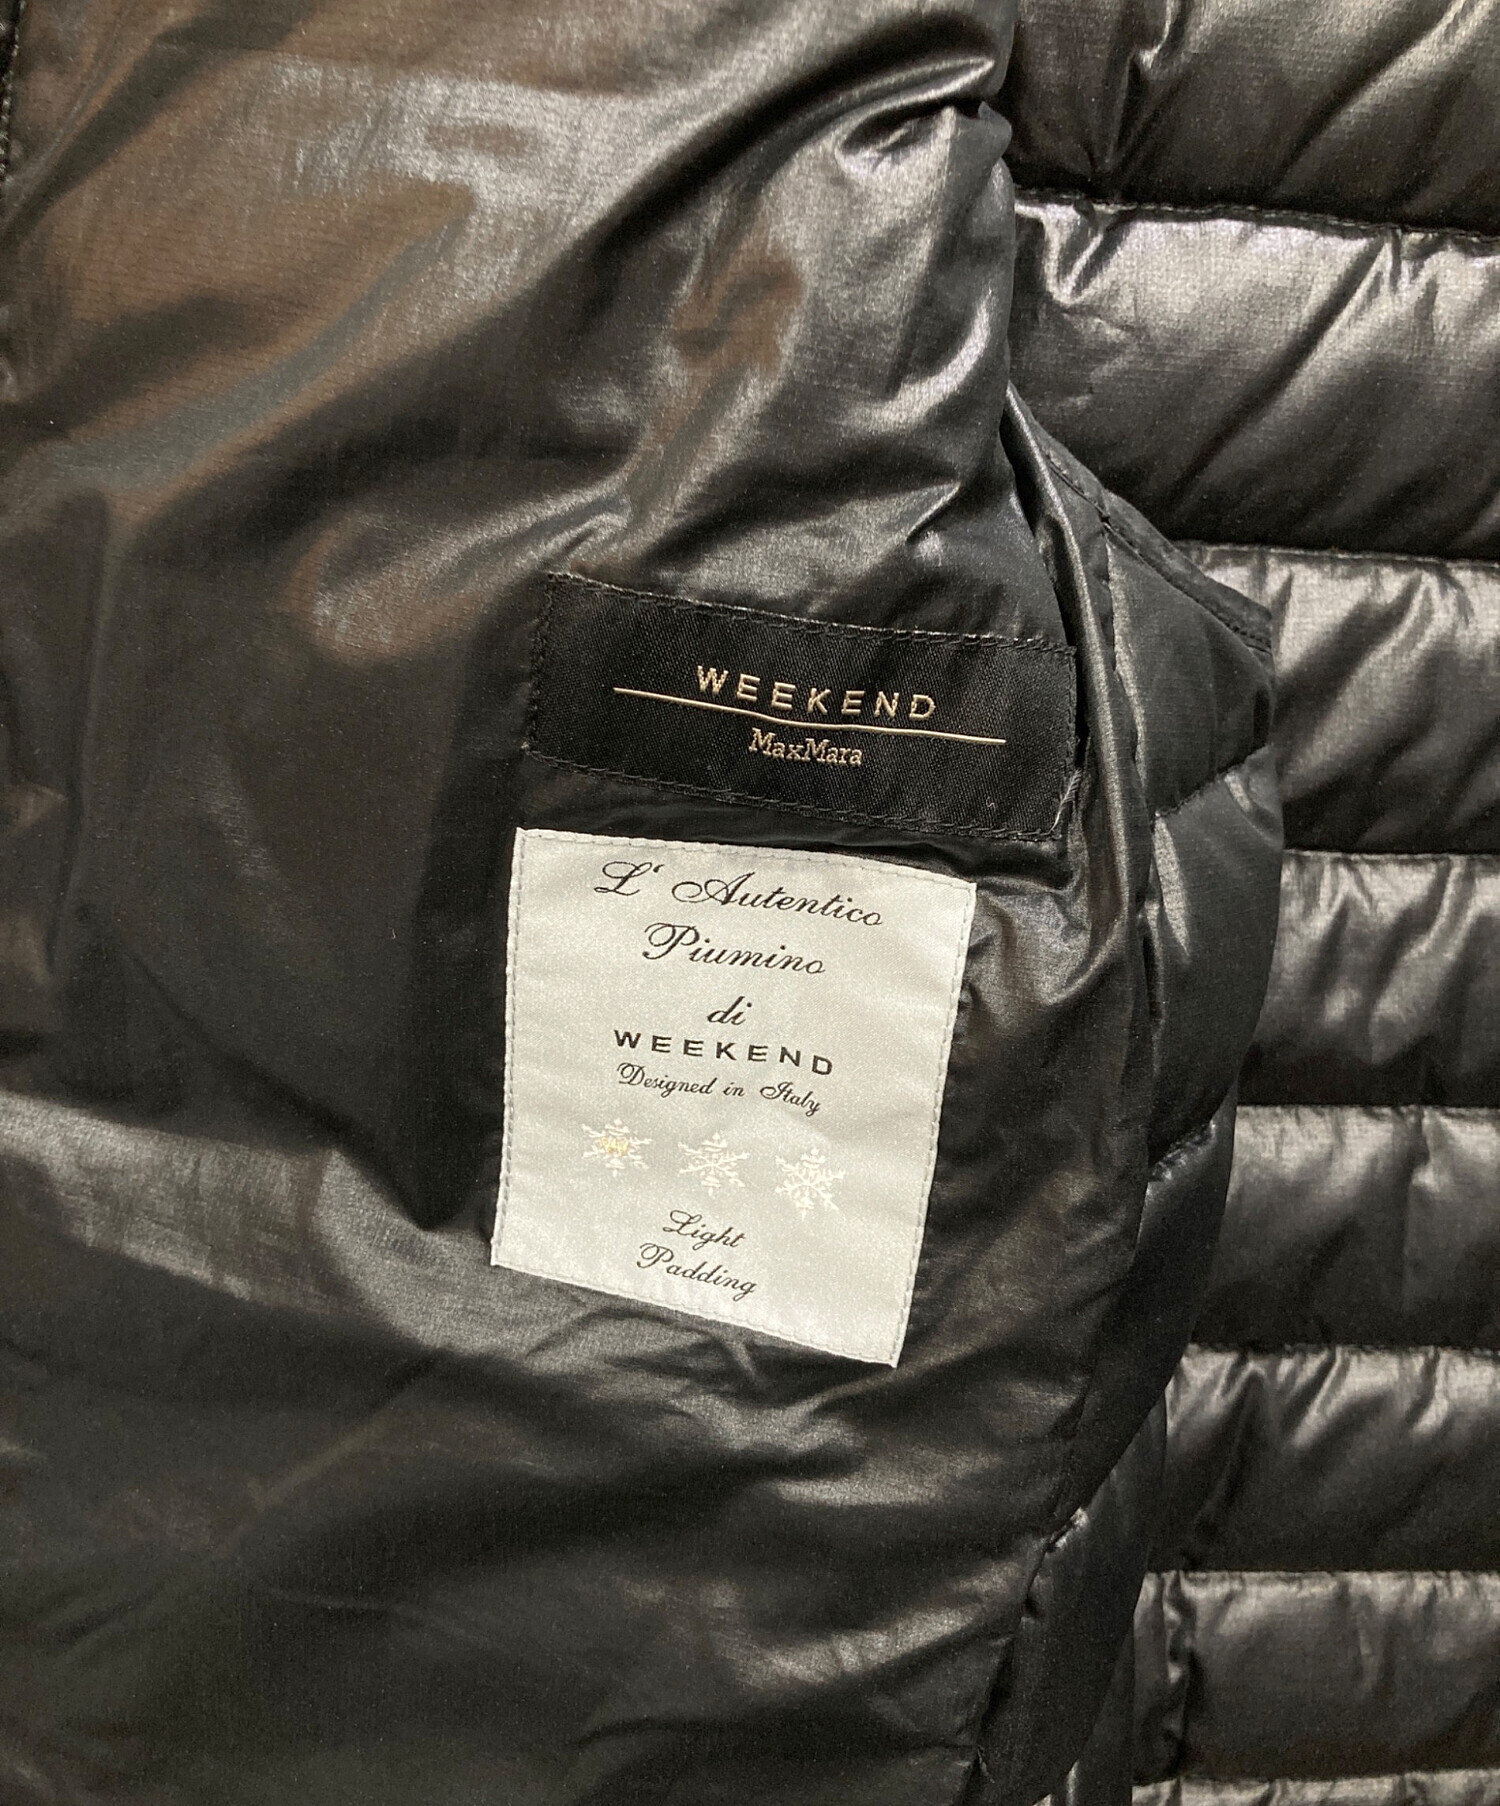 WEEKEND
MaxMara
L' Autentico
Piumino
di
WEEKEND
Designed in Italy
Light
Padding